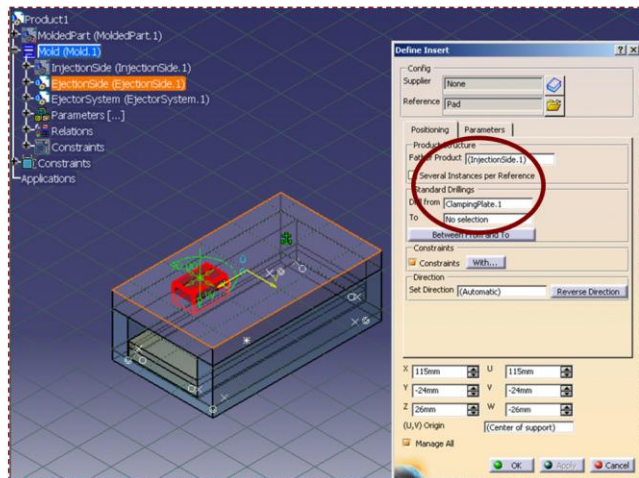 Product1
MoldedPart (MoldedPart.1)
Mold (Mold.1)
InjectionSide (InjectionSide.1)
EjectionSide (EjectionSide.1)
EjectorSystem (EjectorSystem.1)
Parameters [...]
Relations
Constraints
Constraints
Applications
Define Insert
Config
Supplier None
Reference Pad
Positioning Parameters
Product Structure
Father Product (InjectionSide.1)
Several Instances per Reference
Standard Drillings
Drill from ClampingPlate.1
To No selection
Between From and To
Constraints
Constraints With...
Direction
Set Direction (Automatic) Reverse Direction
X 115mm U 115mm
Y -24mm V -24mm
Z 26mm W -26mm
(U,V) Origin (Center of support)
Manage All
OK Apply Cancel